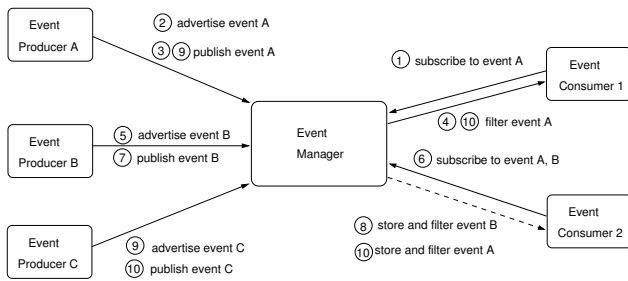 Event
Producer A
2 advertise event A
3 9 publish event A
1 subscribe to event A
Event
Consumer 1
4 10 filter event A
Event
Manager
Event
Producer B
5 advertise event B
7 publish event B
6 subscribe to event A, B
Event
Consumer 2
8 store and filter event B
10 store and filter event A
Event
Producer C
9 advertise event C
10 publish event C